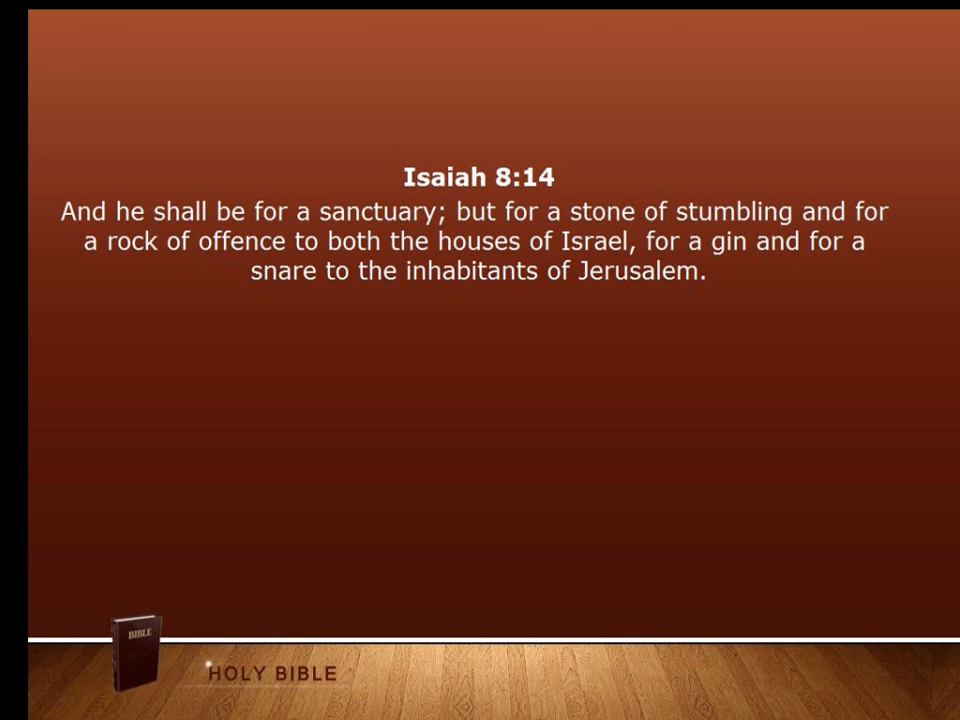 Isaiah 8:14
And he shall be for a sanctuary; but for a stone of stumbling and for
a rock of offence to both the houses of Israel, for a gin and for a
snare to the inhabitants of Jerusalem.
BIBLE
HOLY BIBLE